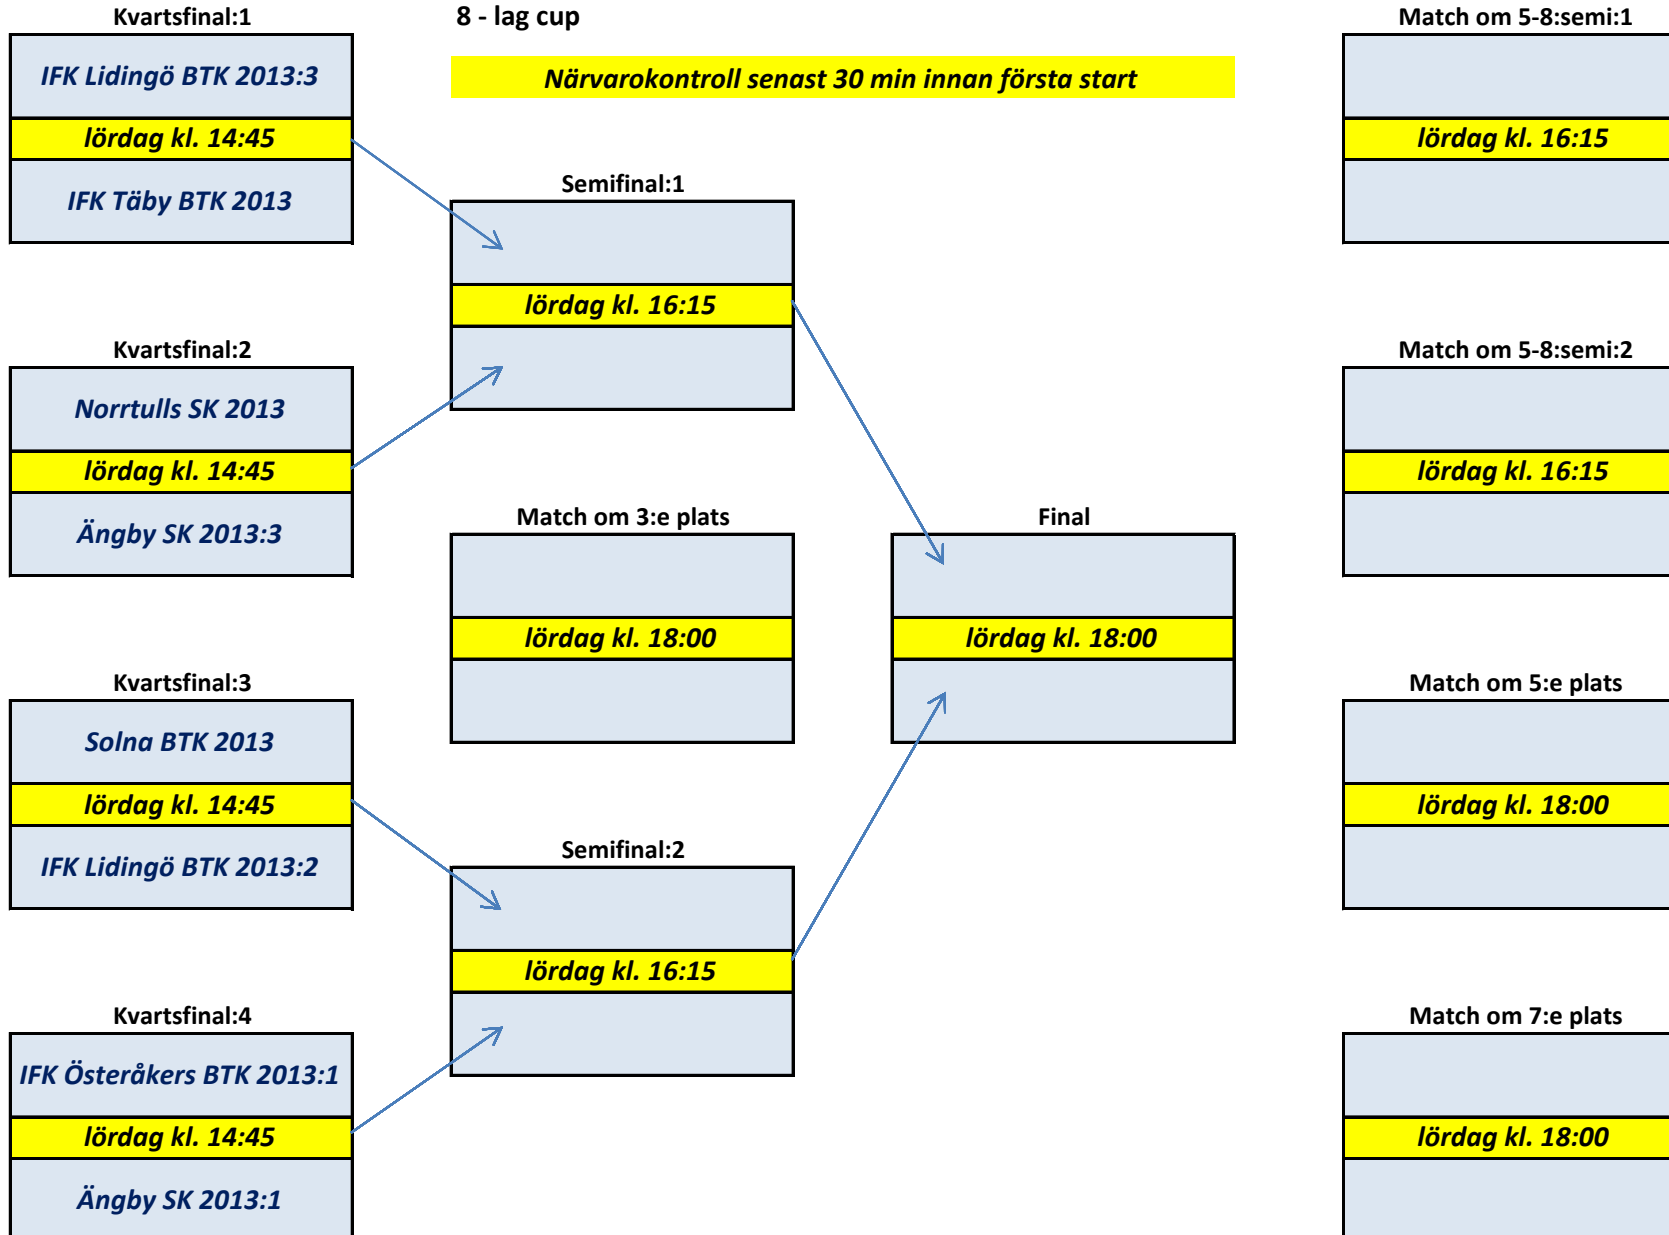 Kvartsfinal:1
IFK Lidingö BTK 2013:3
lördag kl. 14:45
IFK Täby BTK 2013
Kvartsfinal:2
Norrtulls SK 2013
lördag kl. 14:45
Ängby SK 2013:3
Kvartsfinal:3
Solna BTK 2013
lördag kl. 14:45
IFK Lidingö BTK 2013:2
Kvartsfinal:4
IFK Österåkers BTK 2013:1
lördag kl. 14:45
Ängby SK 2013:1
8 - lag cup
Närvarokontroll senast 30 min innan första start
Semifinal:1
lördag kl. 16:15
Match om 3:e plats
lördag kl. 18:00
Semifinal:2
lördag kl. 16:15
Final
lördag kl. 18:00
Match om 5-8:semi:1
lördag kl. 16:15
Match om 5-8:semi:2
lördag kl. 16:15
Match om 5:e plats
lördag kl. 18:00
Match om 7:e plats
lördag kl. 18:00